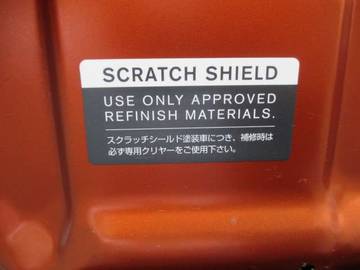 SCRATCH SHIELD
USE ONLY APPROVED
REFINISH MATERIALS.
スクラッチシールド塗装車につき、補修時は
必ず専用クリヤーをご使用下さい。